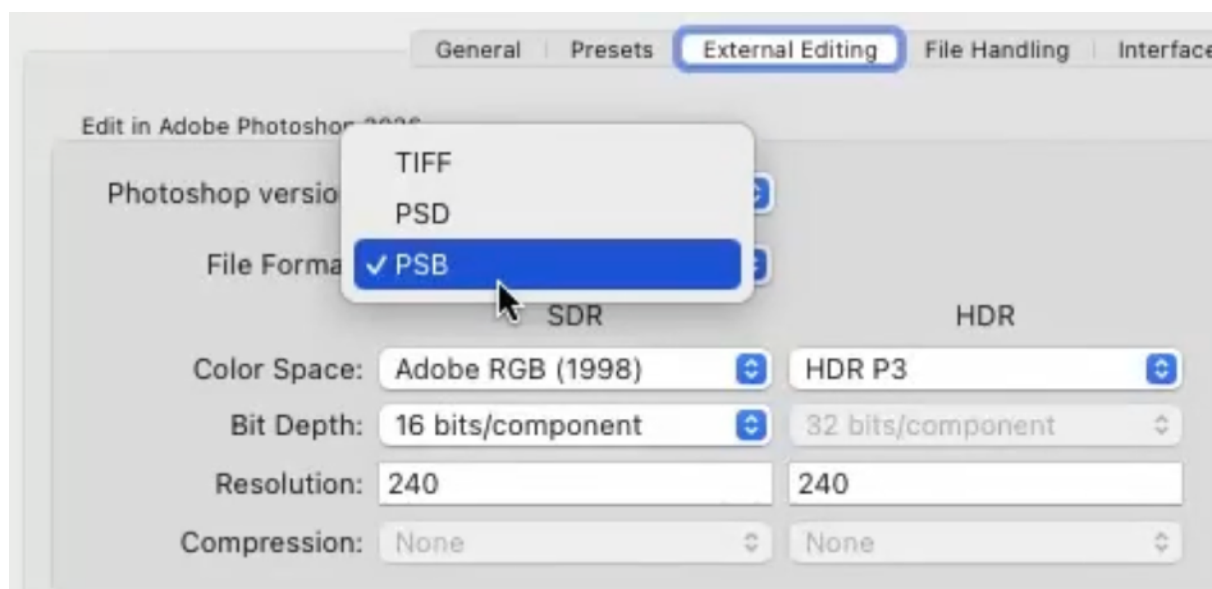 General Presets External Editing File Handling Interface
Edit in Adobe Photoshop
TIFF
Photoshop versio
PSD
File Forma ✓ PSB
SDR HDR
Color Space: Adobe RGB (1998) HDR P3
Bit Depth: 16 bits/component 32 bits/component
Resolution: 240 240
Compression: None None